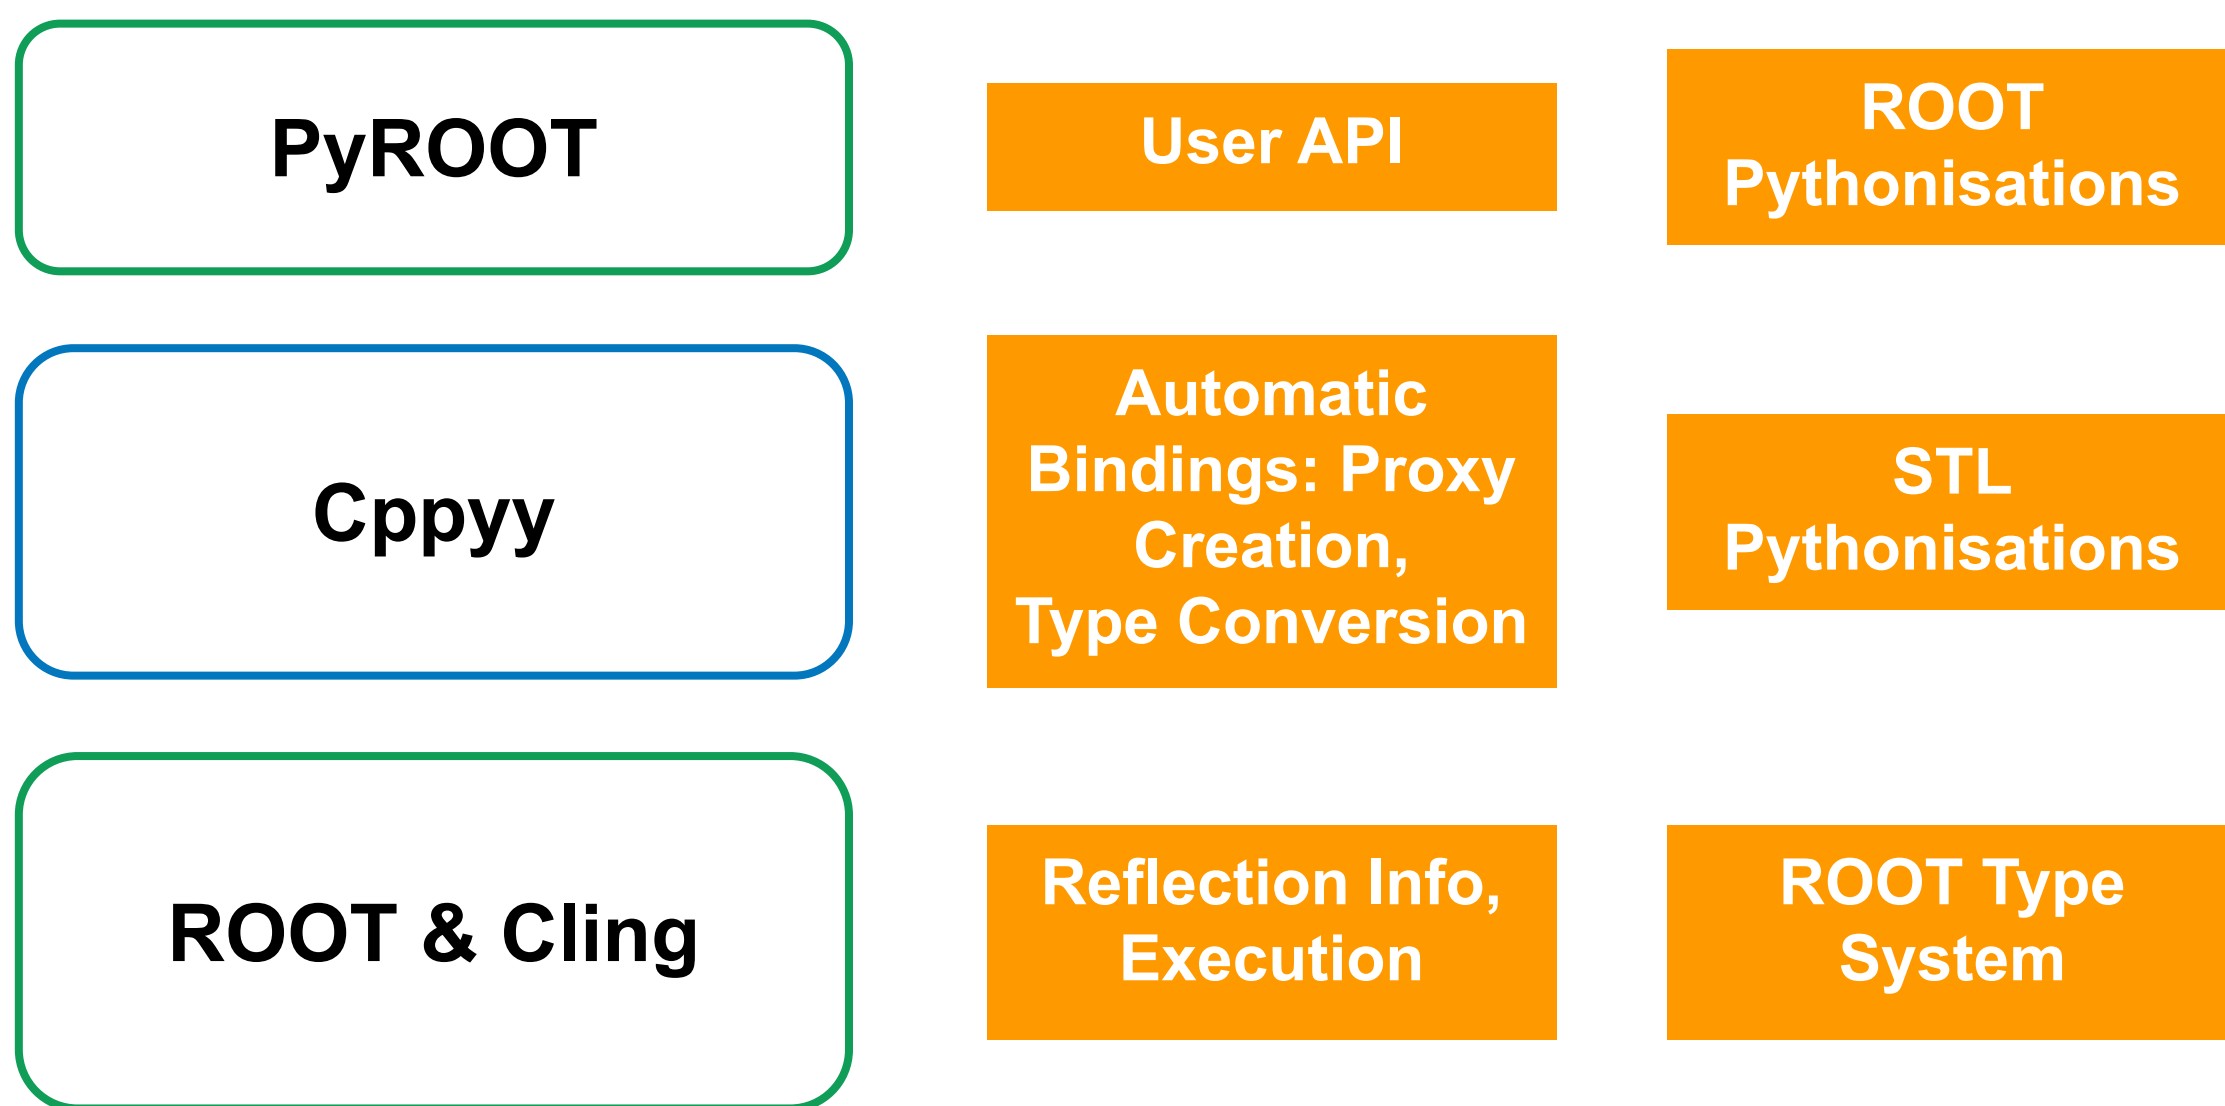 PyROOT
User API
ROOT
Pythonisations
Cppyy
Automatic
Bindings: Proxy
Creation,
Type Conversion
STL
Pythonisations
ROOT & Cling
Reflection Info,
Execution
ROOT Type
System